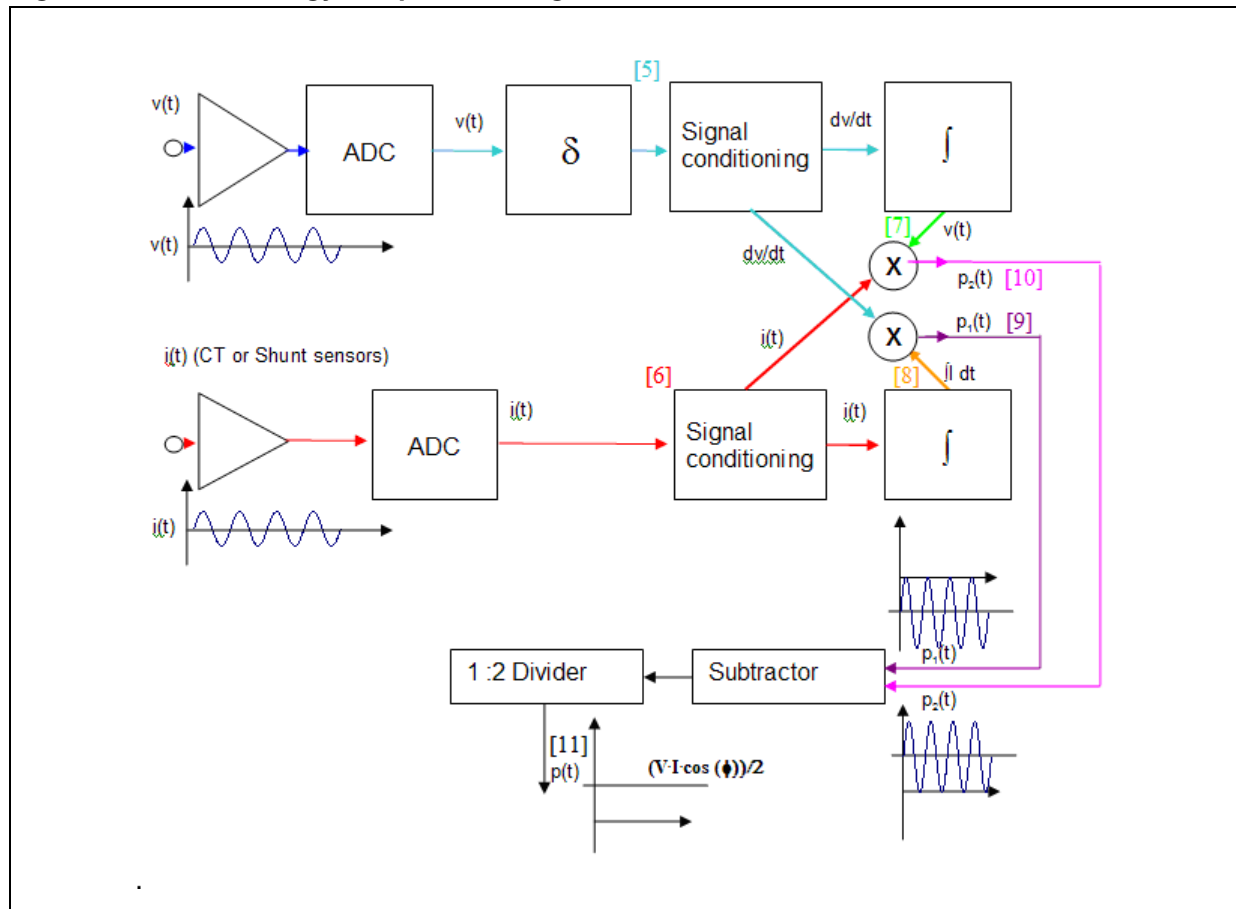 [5]
v(t)
ADC
v(t)
δ
Signal
conditioning
dv/dt
∫
v(t)
dv/dt
[7]
v(t)
X
p₂(t) [10]
i(t)
X
p₁(t) [9]
i(t) (CT or Shunt sensors)
[6]
[8]
∫I dt
ADC
i(t)
Signal
conditioning
i(t)
∫
i(t)
p₁(t)
1 :2 Divider
Subtractor
p₂(t)
[11]
p(t)
(V·I·cos (ϕ))/2
.